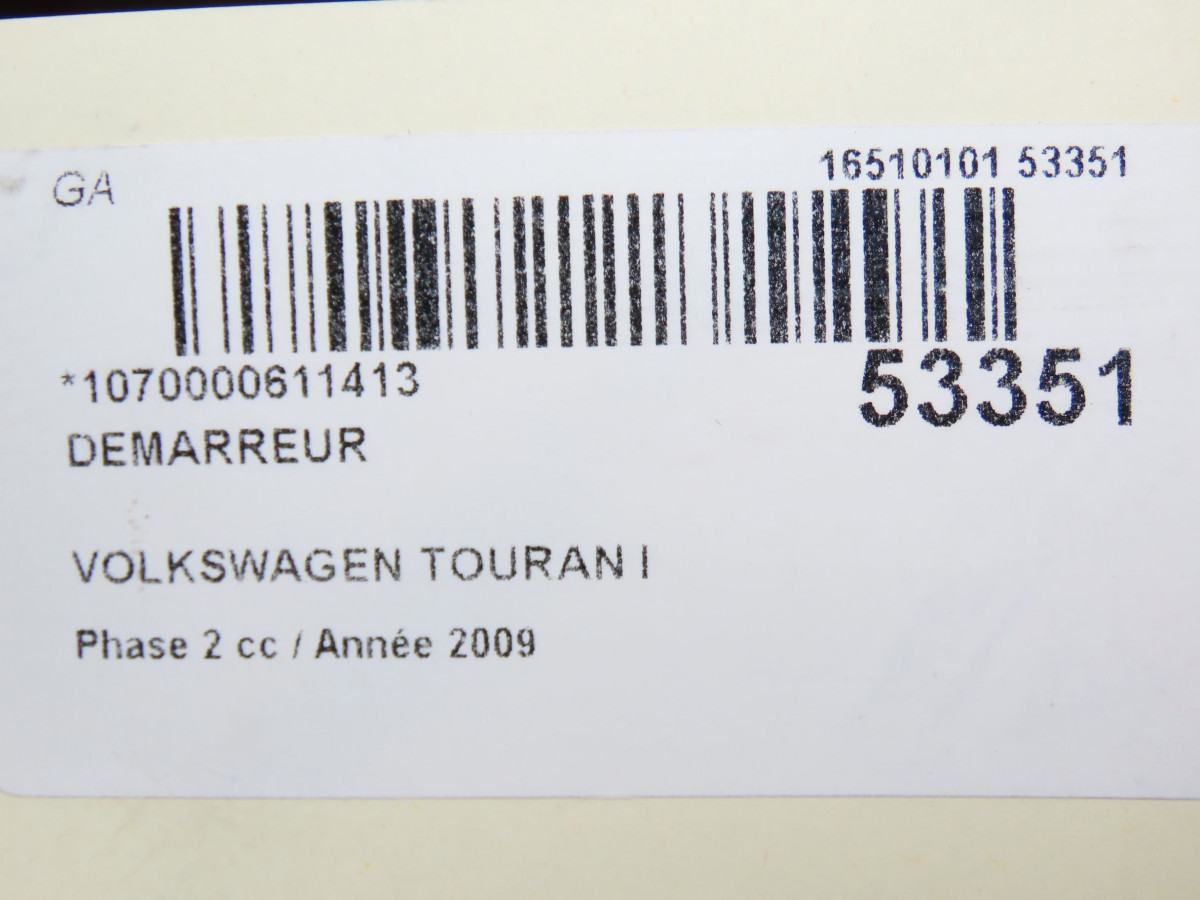 GA
16510101 53351
*1070000611413
53351
DEMARREUR
VOLKSWAGEN TOURAN I
Phase 2 cc / Année 2009